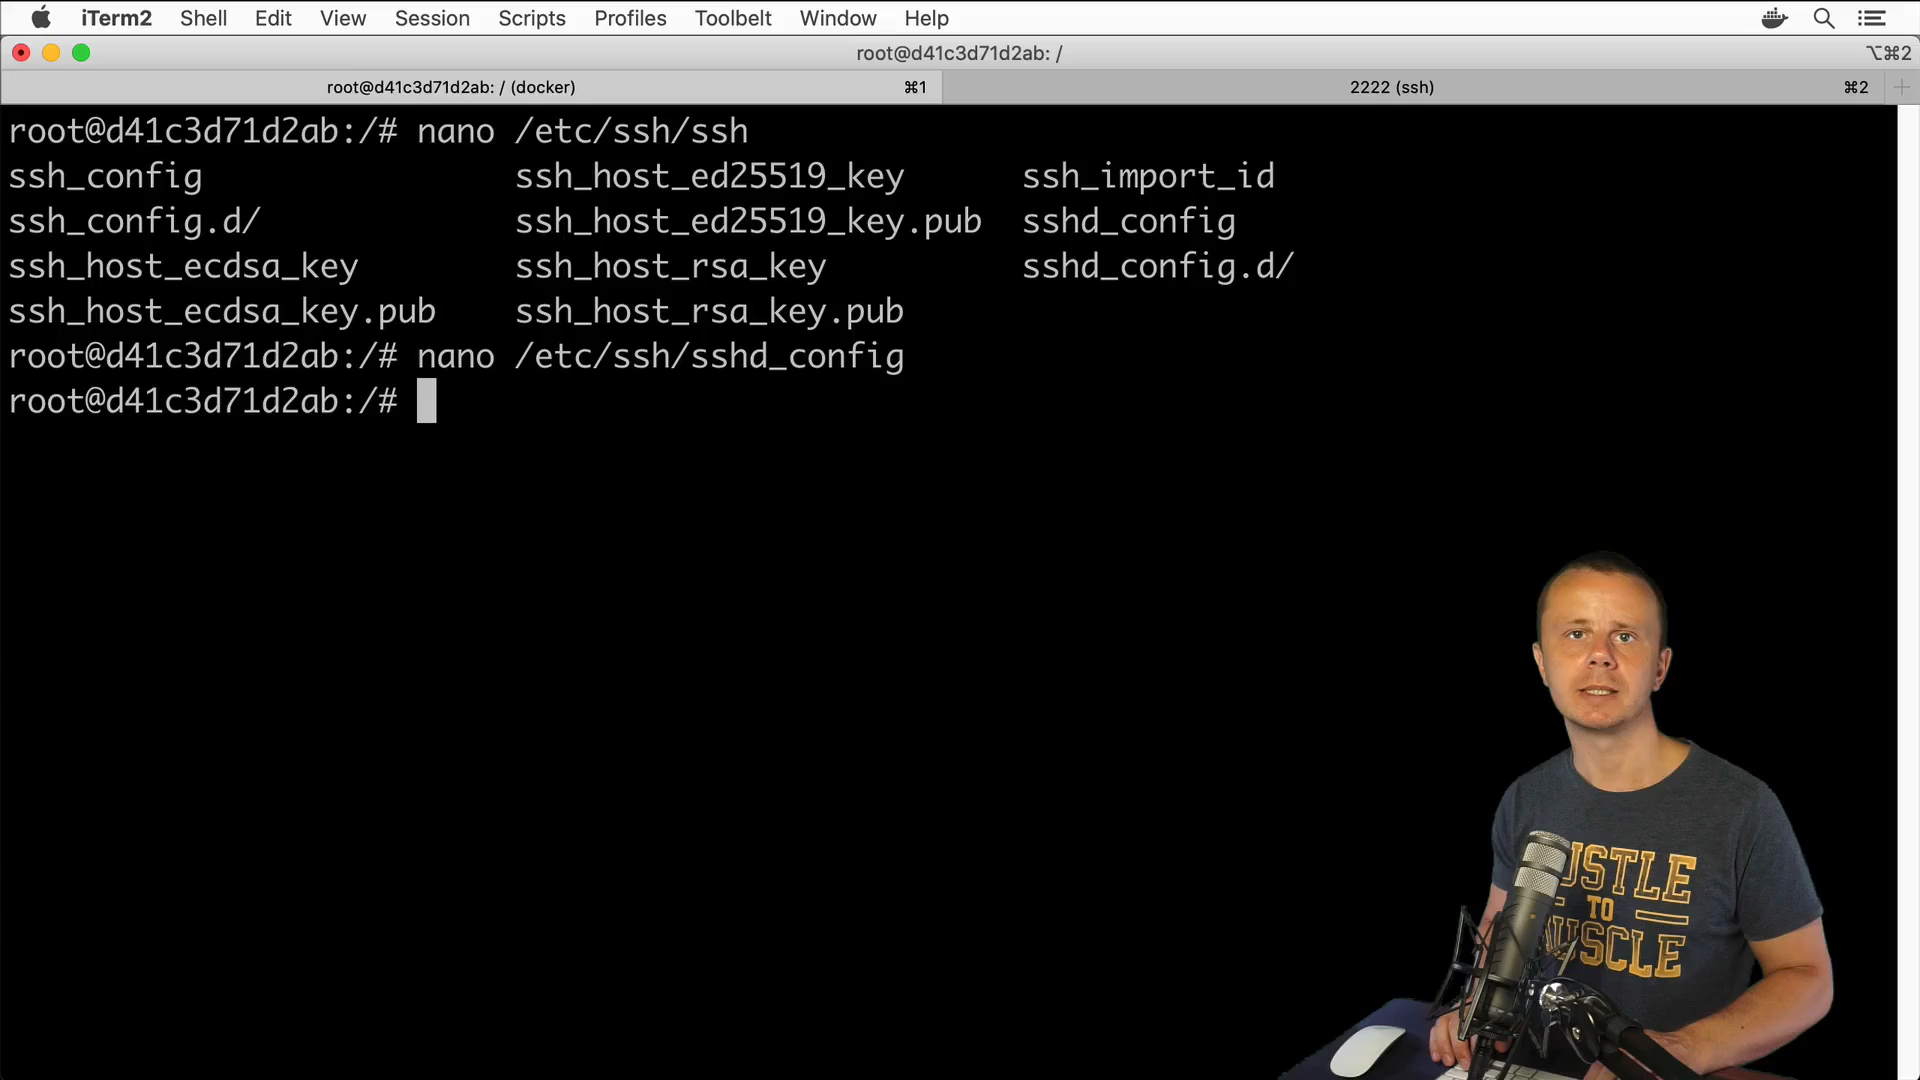 iTerm2 Shell Edit View Session Scripts Profiles Toolbelt Window Help
root@d41c3d71d2ab: / ⌥⌘2
root@d41c3d71d2ab: / (docker) ⌘1 2222 (ssh) ⌘2 +
root@d41c3d71d2ab:/# nano /etc/ssh/ssh
ssh_config ssh_host_ed25519_key ssh_import_id
ssh_config.d/ ssh_host_ed25519_key.pub sshd_config
ssh_host_ecdsa_key ssh_host_rsa_key sshd_config.d/
ssh_host_ecdsa_key.pub ssh_host_rsa_key.pub
root@d41c3d71d2ab:/# nano /etc/ssh/sshd_config
root@d41c3d71d2ab:/#
TO